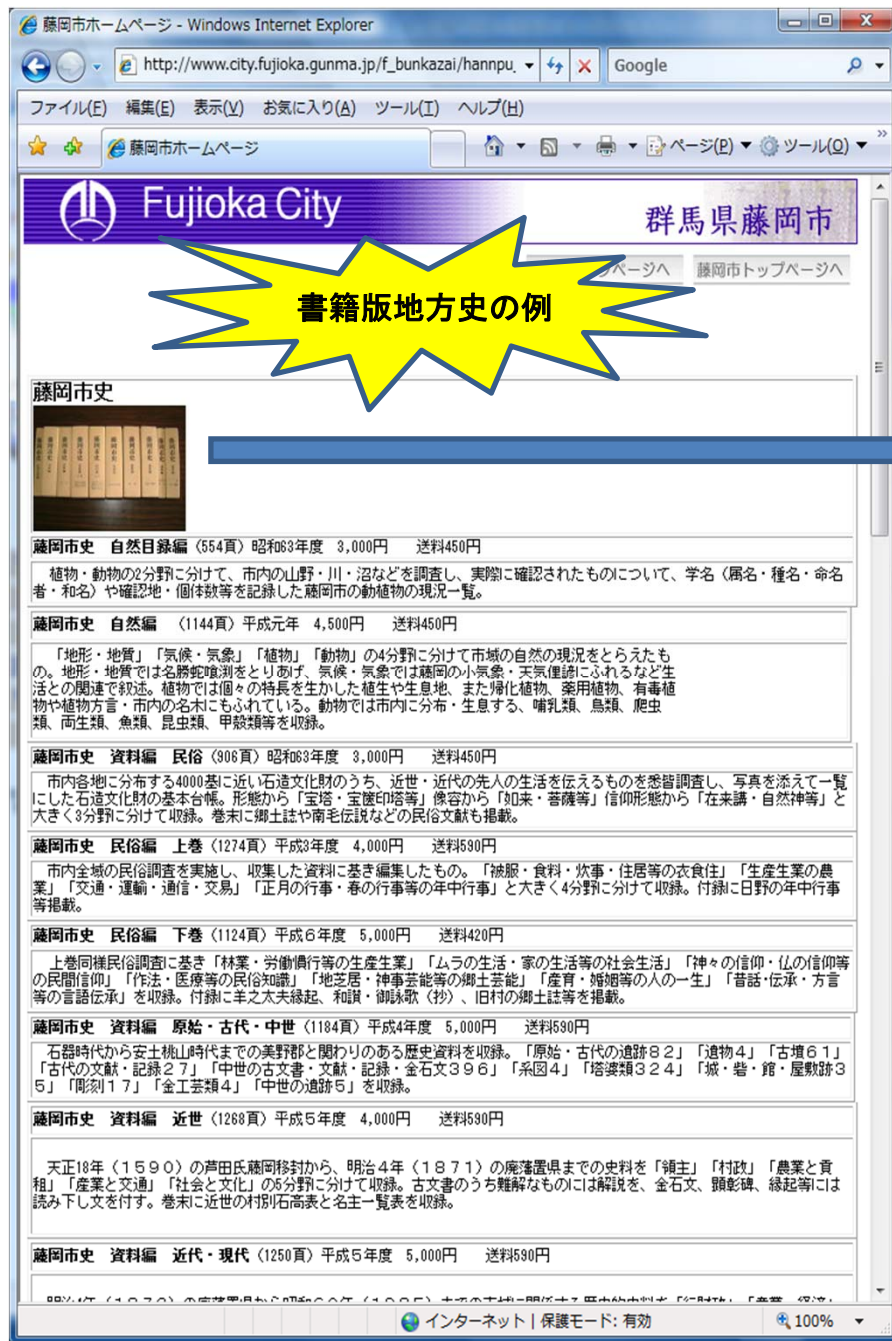 藤岡市ホームページ - Windows Internet Explorer
http://www.city.fujioka.gunma.jp/f_bunkazai/hannpu_
Google
ファイル(F) 編集(E) 表示(V) お気に入り(A) ツール(T) ヘルプ(H)
藤岡市ホームページ
ページ(P) ツール(O)
Fujioka City
群馬県藤岡市
ページへ 藤岡市トップページへ
書籍版地方史の例
藤岡市史
藤岡市史 自然目録編 (554頁) 昭和63年度 3,000円 送料450円
植物・動物の2分野に分けて、市内の山野・川・沼などを調査し、実際に確認されたものについて、学名(属名・種名・命名
者・和名)や確認地・個体数等を記録した藤岡市の動植物の現況一覧。
藤岡市史 自然編 (1144頁) 平成元年 4,500円 送料450円
「地形・地質」「気候・気象」「植物」「動物」の4分野に分けて市域の自然の現況をとらえたも
の。地形・地質では名勝蛇喰渕をとりあげ、気候・気象では藤岡の小気象・天気俚諺にふれるなど生
活との関連で叙述。植物では個々の特長を生かした植生や生息地、また帰化植物、薬用植物、有毒植
物や植物方言・市内の名木にもふれている。動物では市内に分布・生息する、哺乳類、鳥類、爬虫
類、両生類、魚類、昆虫類、甲殻類等を収録。
藤岡市史 資料編 民俗 (906頁) 昭和63年度 3,000円 送料450円
市内各地に分布する4000基に近い石造文化財のうち、近世・近代の先人の生活を伝えるものを悉皆調査し、写真を添えて一覧
にした石造文化財の基本台帳。形態から「宝塔・宝篋印塔等」像容から「如来・菩薩等」信仰形態から「在来講・自然神等」と
大きく3分野に分けて収録。巻末に郷土誌や南毛伝説などの民俗文献も掲載。
藤岡市史 民俗編 上巻 (1274頁) 平成3年度 4,000円 送料590円
市内全域の民俗調査を実施し、収集した資料に基き編集したもの。「被服・食料・炊事・住居等の衣食住」「生産生業の農
業」「交通・運輸・通信・交易」「正月の行事・春の行事等の年中行事」と大きく4分野に分けて収録。付録に日野の年中行事
等掲載。
藤岡市史 民俗編 下巻 (1124頁) 平成6年度 5,000円 送料420円
上巻同様民俗調査に基き「林業・労働慣行等の生産生業」「ムラの生活・家の生活等の社会生活」「神々の信仰・仏の信仰等
の民間信仰」「作法・医療等の民俗知識」「地芝居・神事芸能等の郷土芸能」「産育・婚姻等の人の一生」「昔話・伝承・方言
等の言語伝承」を収録。付録に羊之太夫縁起、和讃・御詠歌(抄)、旧村の郷土誌等を掲載。
藤岡市史 資料編 原始・古代・中世 (1184頁) 平成4年度 5,000円 送料590円
石器時代から安土桃山時代までの美野郡と関わりのある歴史資料を収録。「原始・古代の遺跡82」「遺物4」「古墳61」
「古代の文献・記録27」「中世の古文書・文献・記録・金石文396」「系図4」「塔婆類324」「城・砦・館・屋敷跡3
5」「彫刻17」「金工芸類4」「中世の遺跡5」を収録。
藤岡市史 資料編 近世 (1268頁) 平成5年度 4,000円 送料590円
天正18年(1590)の芦田氏藤岡移封から、明治4年(1871)の廃藩置県までの史料を「領主」「村政」「農業と貢
租」「産業と交通」「社会と文化」の5分野に分けて収録。古文書のうち難解なものには解説を、金石文、顕彰碑、縁起等には
読み下し文を付す。巻末に近世の村別石高表と名主一覧表を収録。
藤岡市史 資料編 近代・現代 (1250頁) 平成5年度 5,000円 送料590円
インターネット | 保護モード: 有効 100%